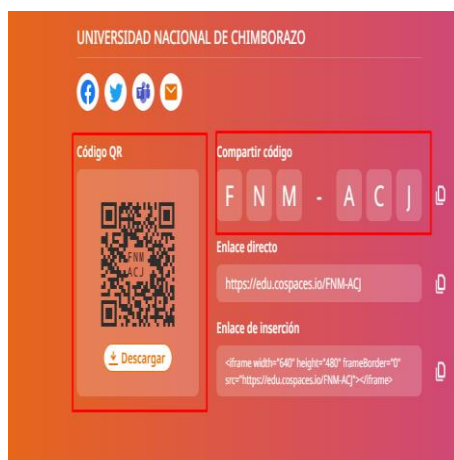 UNIVERSIDAD NACIONAL DE CHIMBORAZO
Código QR
FNM
ACJ
Descargar
Compartir código
F N M - A C J
Enlace directo
https://edu.cospaces.io/FNM-ACJ
Enlace de inserción
<iframe width="640" height="480" frameBorder="0"
src="https://edu.cospaces.io/FNM-ACJ"></iframe>